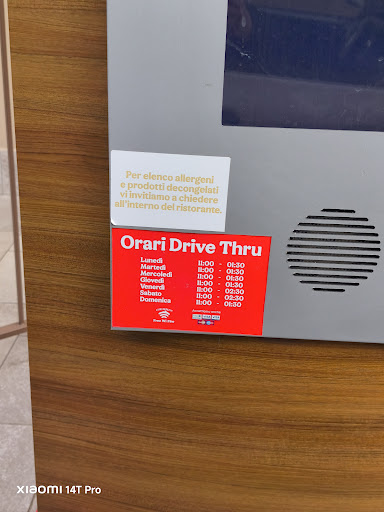 Per elenco allergeni
e prodotti decongelati
vi invitiamo a chiedere
all'interno del ristorante.
Orari Drive Thru
Lunedì 11:00 - 01:30
Martedì 11:00 - 01:30
Mercoledì 11:00 - 01:30
Giovedì 11:00 - 01:30
Venerdì 11:00 - 02:30
Sabato 11:00 - 02:30
Domenica 11:00 - 01:30
XIAOMI 14T Pro